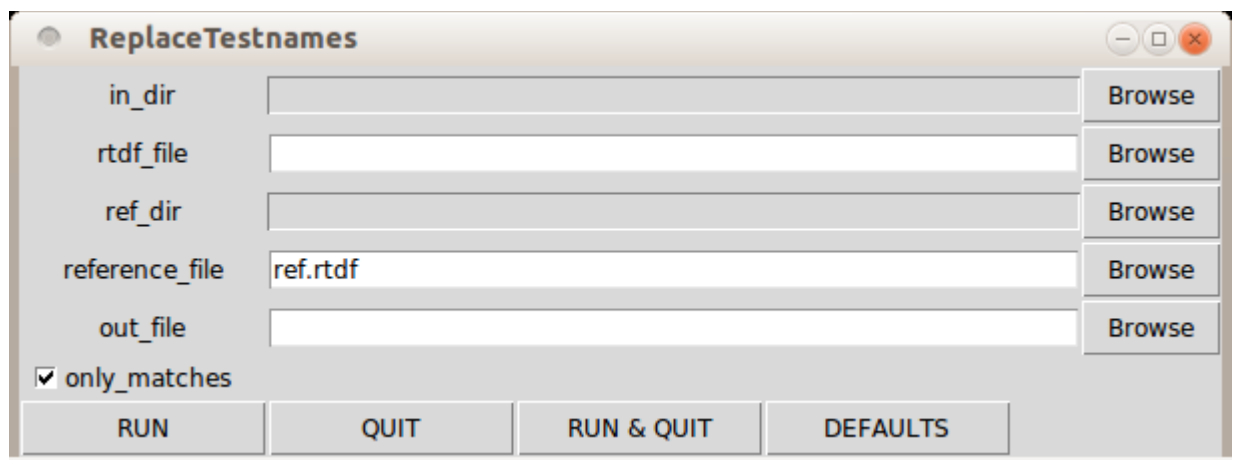 ReplaceTestnames
in_dir Browse
rtdf_file Browse
ref_dir Browse
reference_file ref.rtdf Browse
out_file Browse
only_matches
RUN QUIT RUN & QUIT DEFAULTS